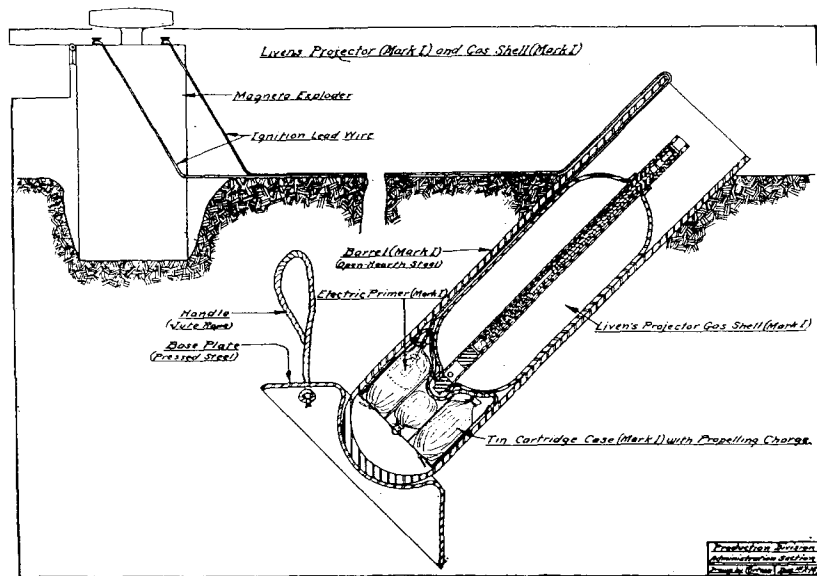 Livens Projector (Mark I) and Gas Shell (Mark I)
Magneto Exploder
Ignition Lead Wire
Barrel (Mark I)
(Open Hearth Steel)
Electric Primer (Mark I)
Handle
(Jute Rope)
Liven's Projector Gas Shell (Mark I)
Base Plate
(Pressed Steel)
Tin Cartridge Case (Mark I) with Propelling Charge
Production Division
Administration Section